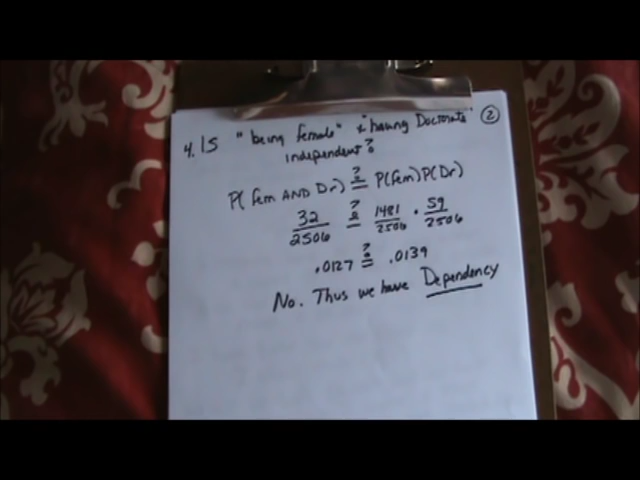 4. Is "being female" & "having Doctorate" ②
independent?
P(Fem AND Dr) ≟ P(Fem)P(Dr)
32/2506 ≟ 1481/2506 · 59/2506
.0127 ≟ .0139
No. Thus we have Dependency